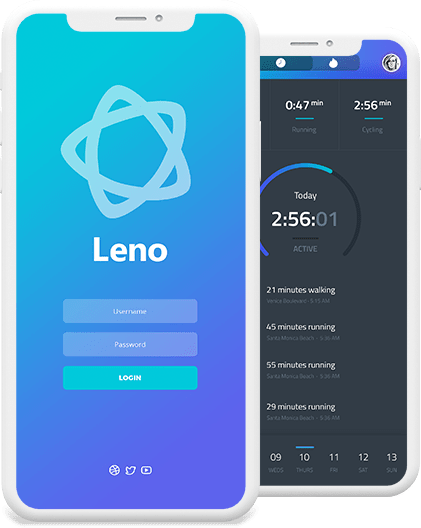 Leno
Username
Password
LOGIN
0:47 min
2:56 min
Running
Cycling
Today
2:56:01
ACTIVE
21 minutes walking
Venice Boulevard - 5:15 AM
45 minutes running
Santa Monica Beach - 5:36 AM
55 minutes running
Santa Monica Beach - 5:36 AM
29 minutes running
Santa Monica Beach - 5:36 AM
09 10 11 12 13
WEDS THURS FRI SAT SUN